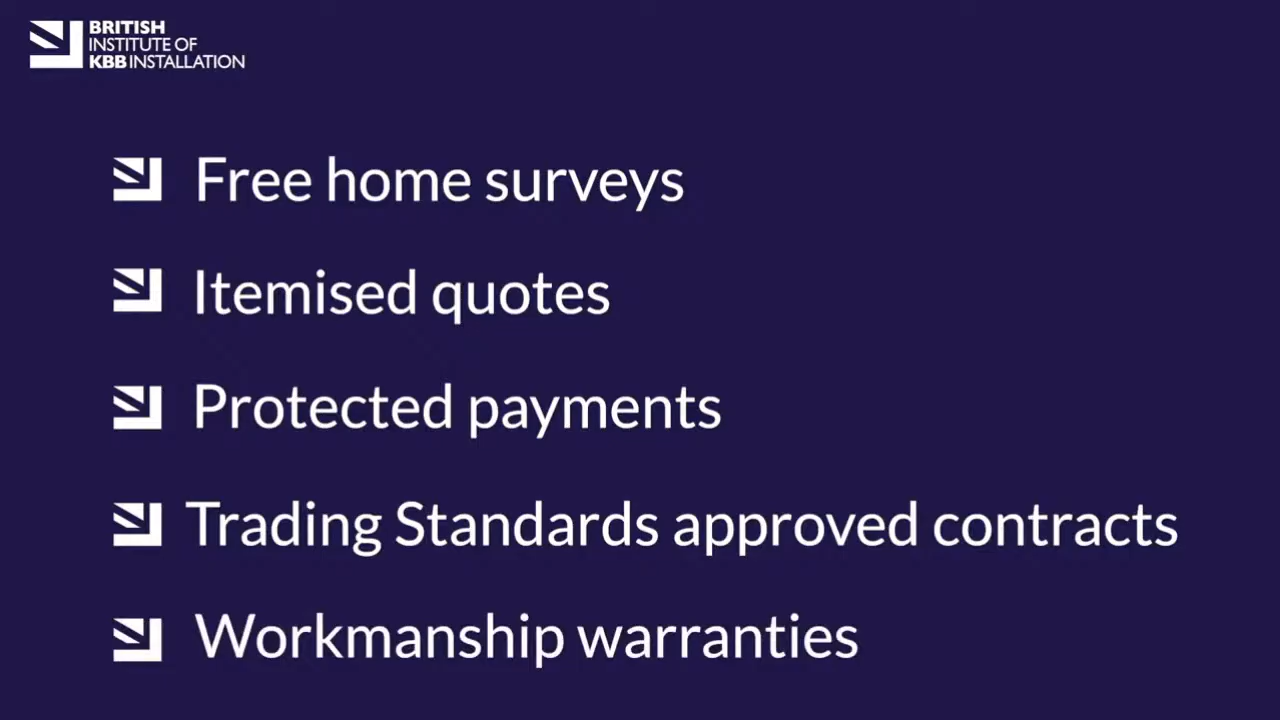 BRITISH
INSTITUTE OF
KBB INSTALLATION
Free home surveys
Itemised quotes
Protected payments
Trading Standards approved contracts
Workmanship warranties